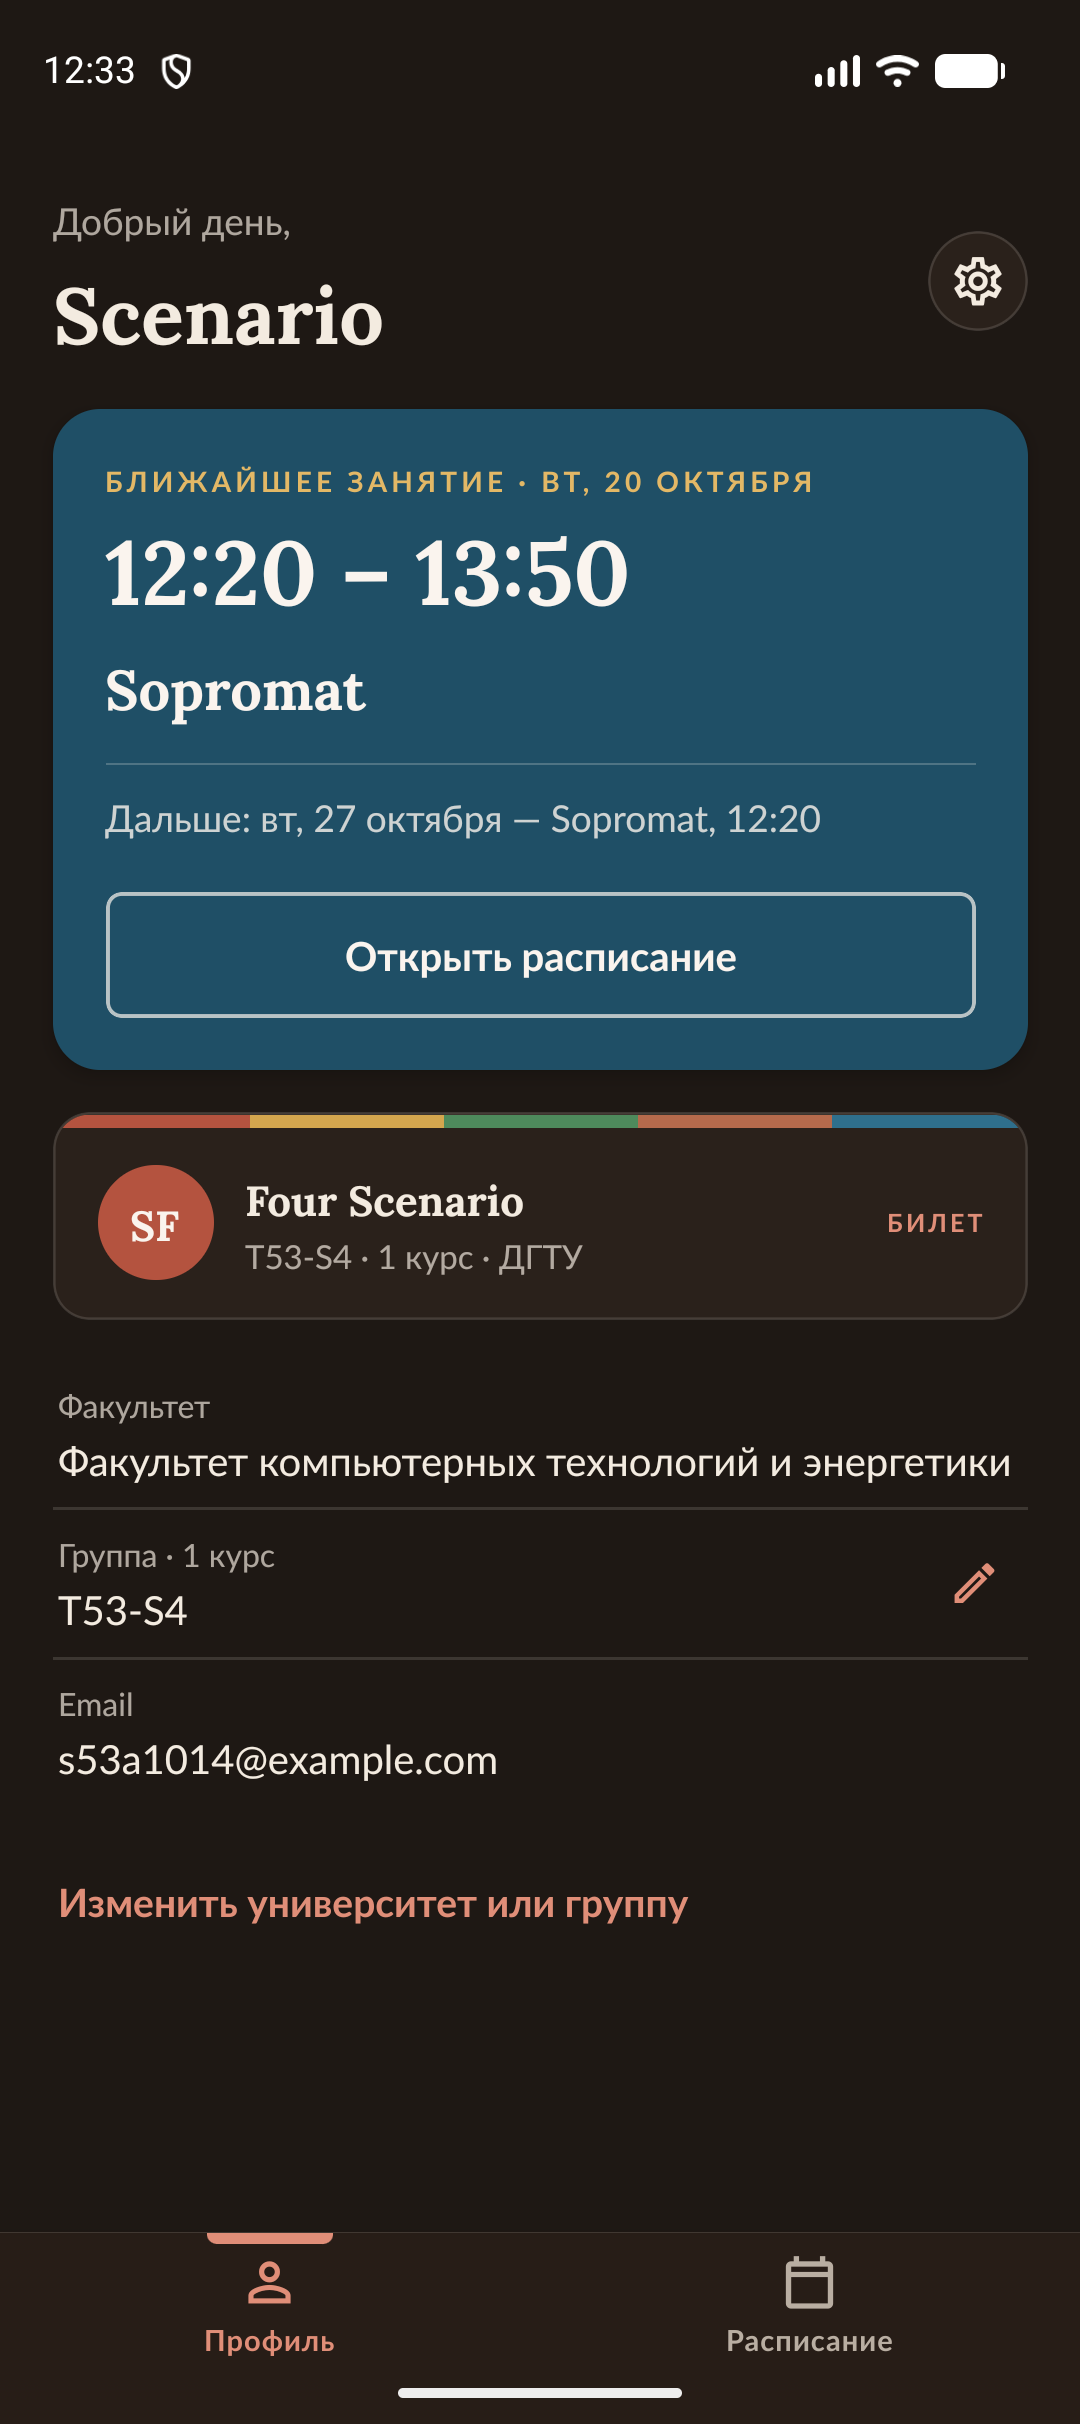 12:33
Добрый день,
Scenario
БЛИЖАЙШЕЕ ЗАНЯТИЕ · ВТ, 20 ОКТЯБРЯ
12:20 – 13:50
Sopromat
Дальше: вт, 27 октября — Sopromat, 12:20
Открыть расписание
SF
Four Scenario
T53-S4 · 1 курс · ДГТУ
БИЛЕТ
Факультет
Факультет компьютерных технологий и энергетики
Группа · 1 курс
T53-S4
Email
s53a1014@example.com
Изменить университет или группу
Профиль
Расписание